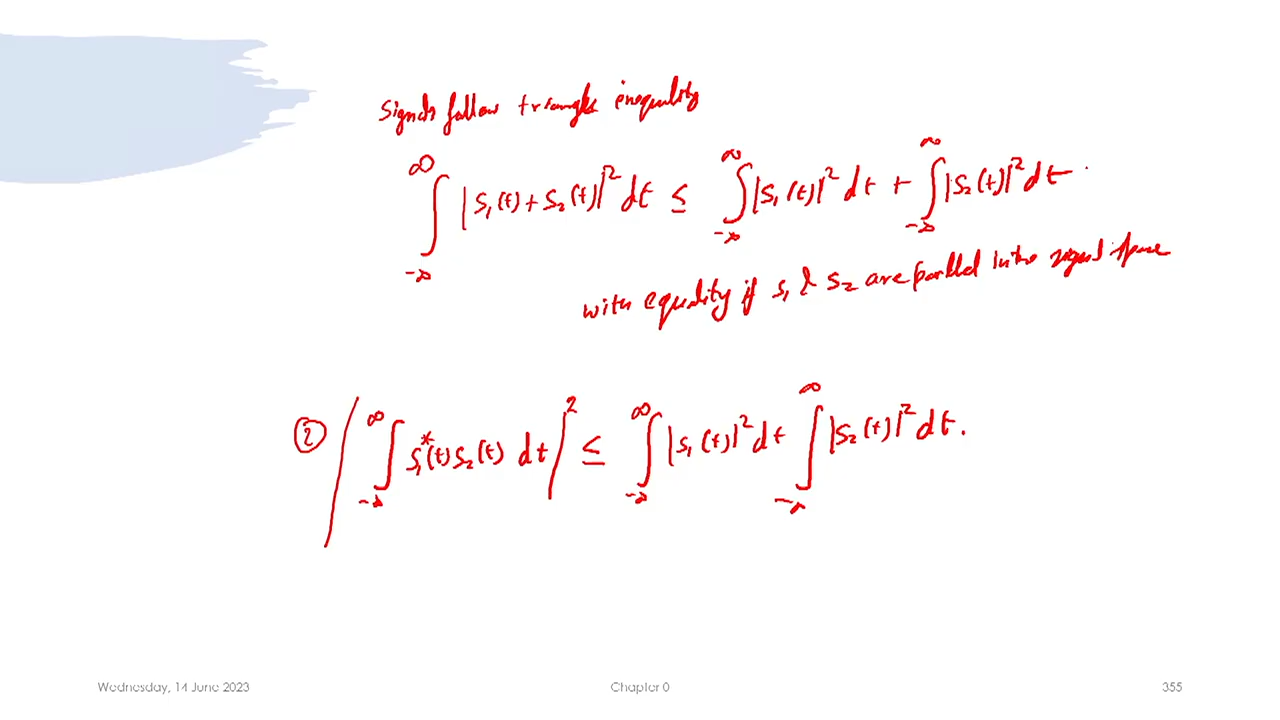 Signals follow triangle inequality
∫_{-∞}^{∞} |S₁(t) + S₂(t)|² dt ≤ ∫_{-∞}^{∞} |S₁(t)|² dt + ∫_{-∞}^{∞} |S₂(t)|² dt.
with equality if S₁ & S₂ are parallel in the signal space
② |∫_{-∞}^{∞} S₁*(t) S₂(t) dt|² ≤ ∫_{-∞}^{∞} |S₁(t)|² dt ∫_{-∞}^{∞} |S₂(t)|² dt.
Wednesday, 14 June 2023 Chapter 0 355